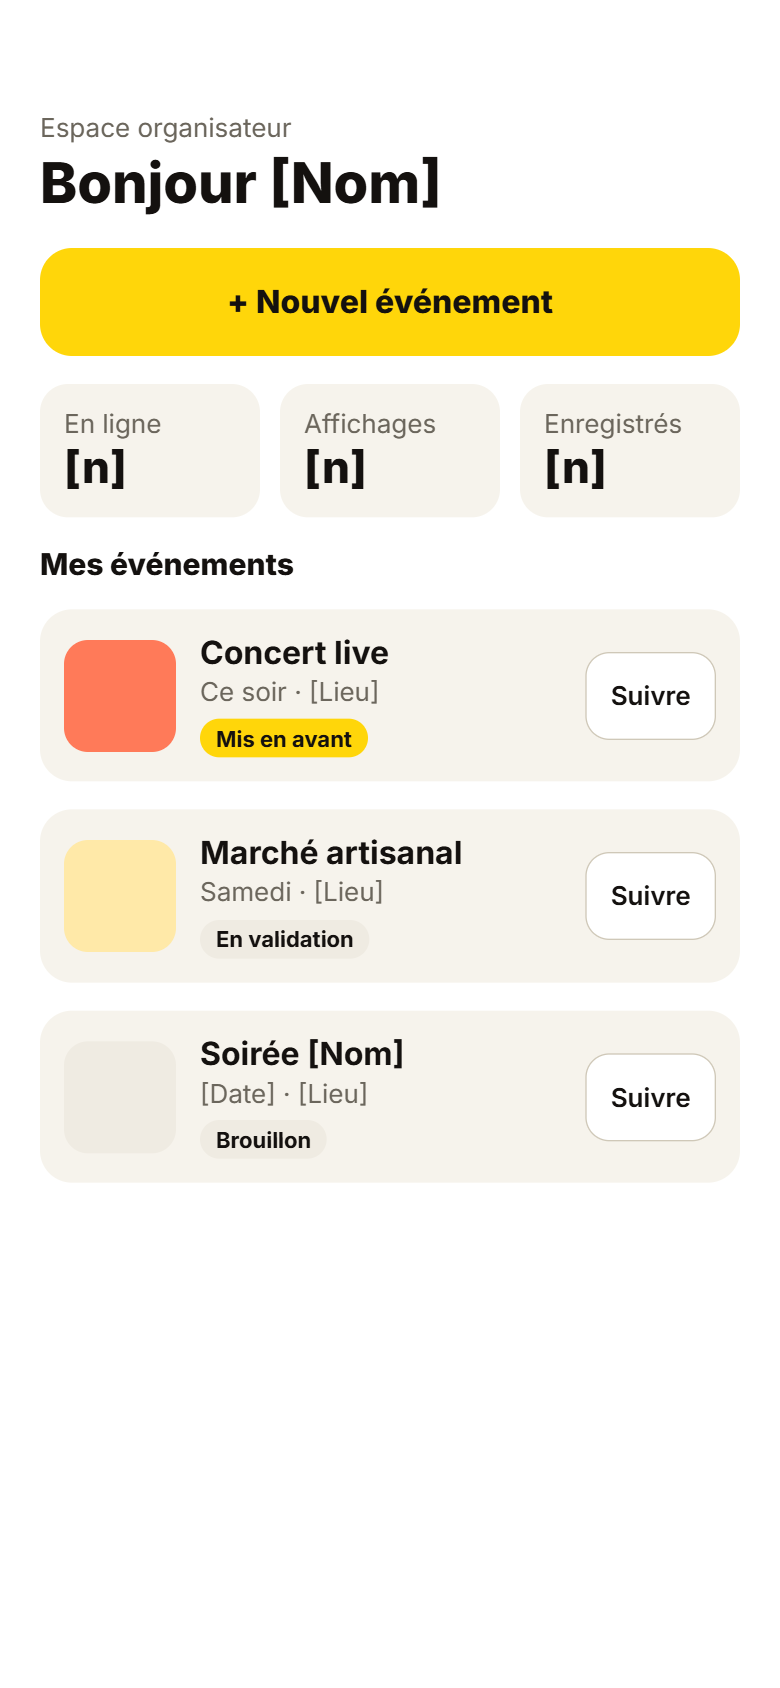 Espace organisateur
Bonjour [Nom]
+ Nouvel événement
En ligne
[n]
Affichages
[n]
Enregistrés
[n]
Mes événements
Concert live
Ce soir · [Lieu]
Mis en avant
Suivre
Marché artisanal
Samedi · [Lieu]
En validation
Suivre
Soirée [Nom]
[Date] · [Lieu]
Brouillon
Suivre